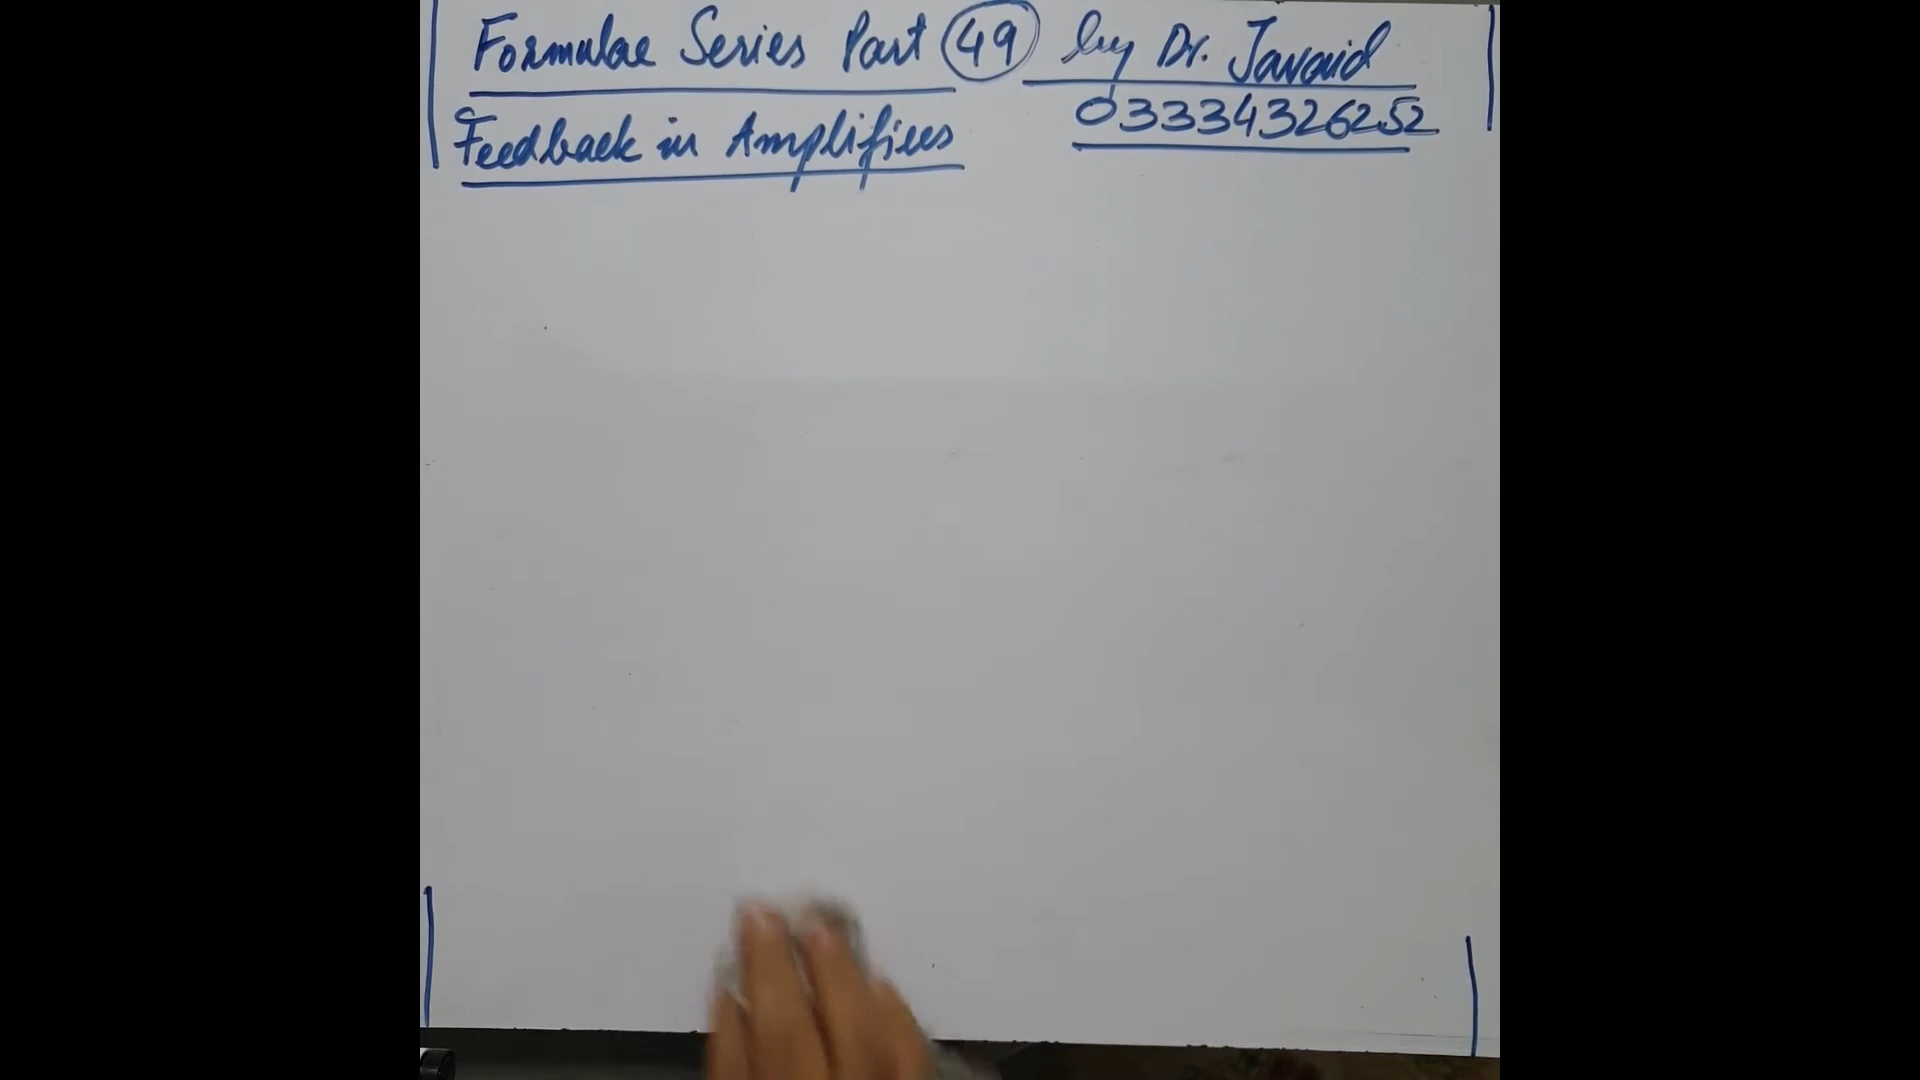 Formulae Series Part 49 by Dr. Javaid
03334326252
Feedback in Amplifiers